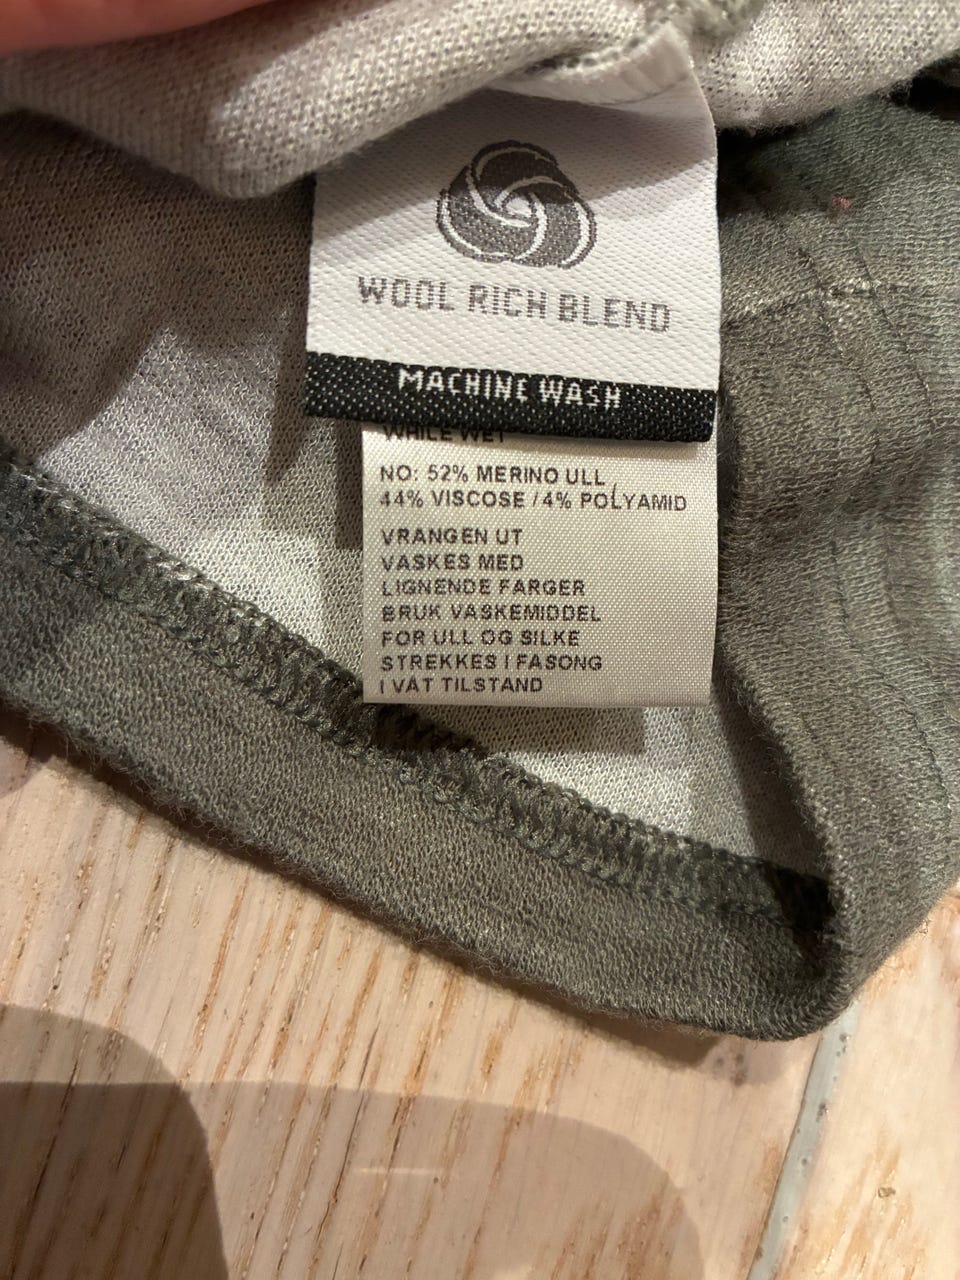 WOOL RICH BLEND
MACHINE WASH
WHILE WET
NO: 52% MERINO ULL
44% VISCOSE / 4% POLYAMID
VRANGEN UT
VASKES MED
LIGNENDE FARGER
BRUK VASKEMIDDEL
FOR ULL OG SILKE
STREKKES I FASONG
I VÅT TILSTAND